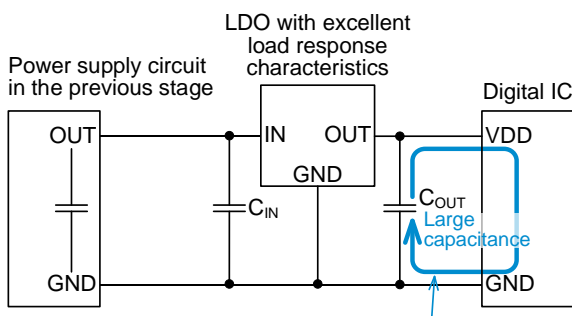 LDO with excellent
load response
characteristics
Power supply circuit
in the previous stage
Digital IC
OUT
IN
OUT
VDD
GND
CIN
COUT
Large
capacitance
GND
GND